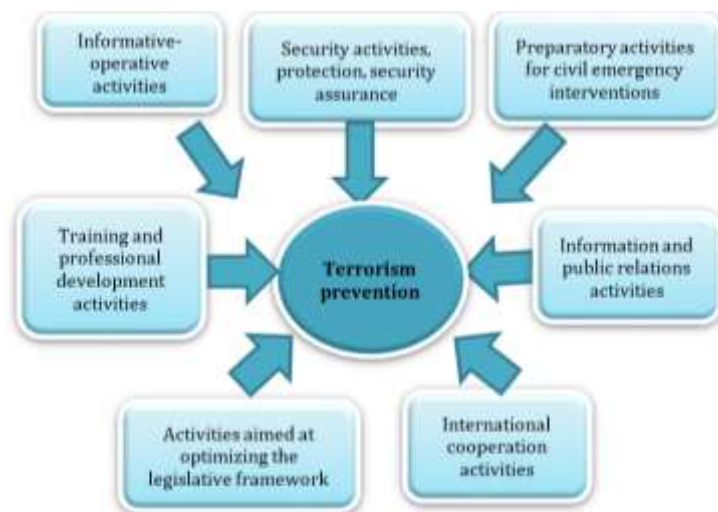 Informative-
operative
activities
Security activities,
protection, security
assurance
Preparatory activities
for civil emergency
interventions
Training and
professional
development
activities
Terrorism
prevention
Information and
public relations
activities
Activities aimed at
optimizing the
legislative framework
International
cooperation
activities